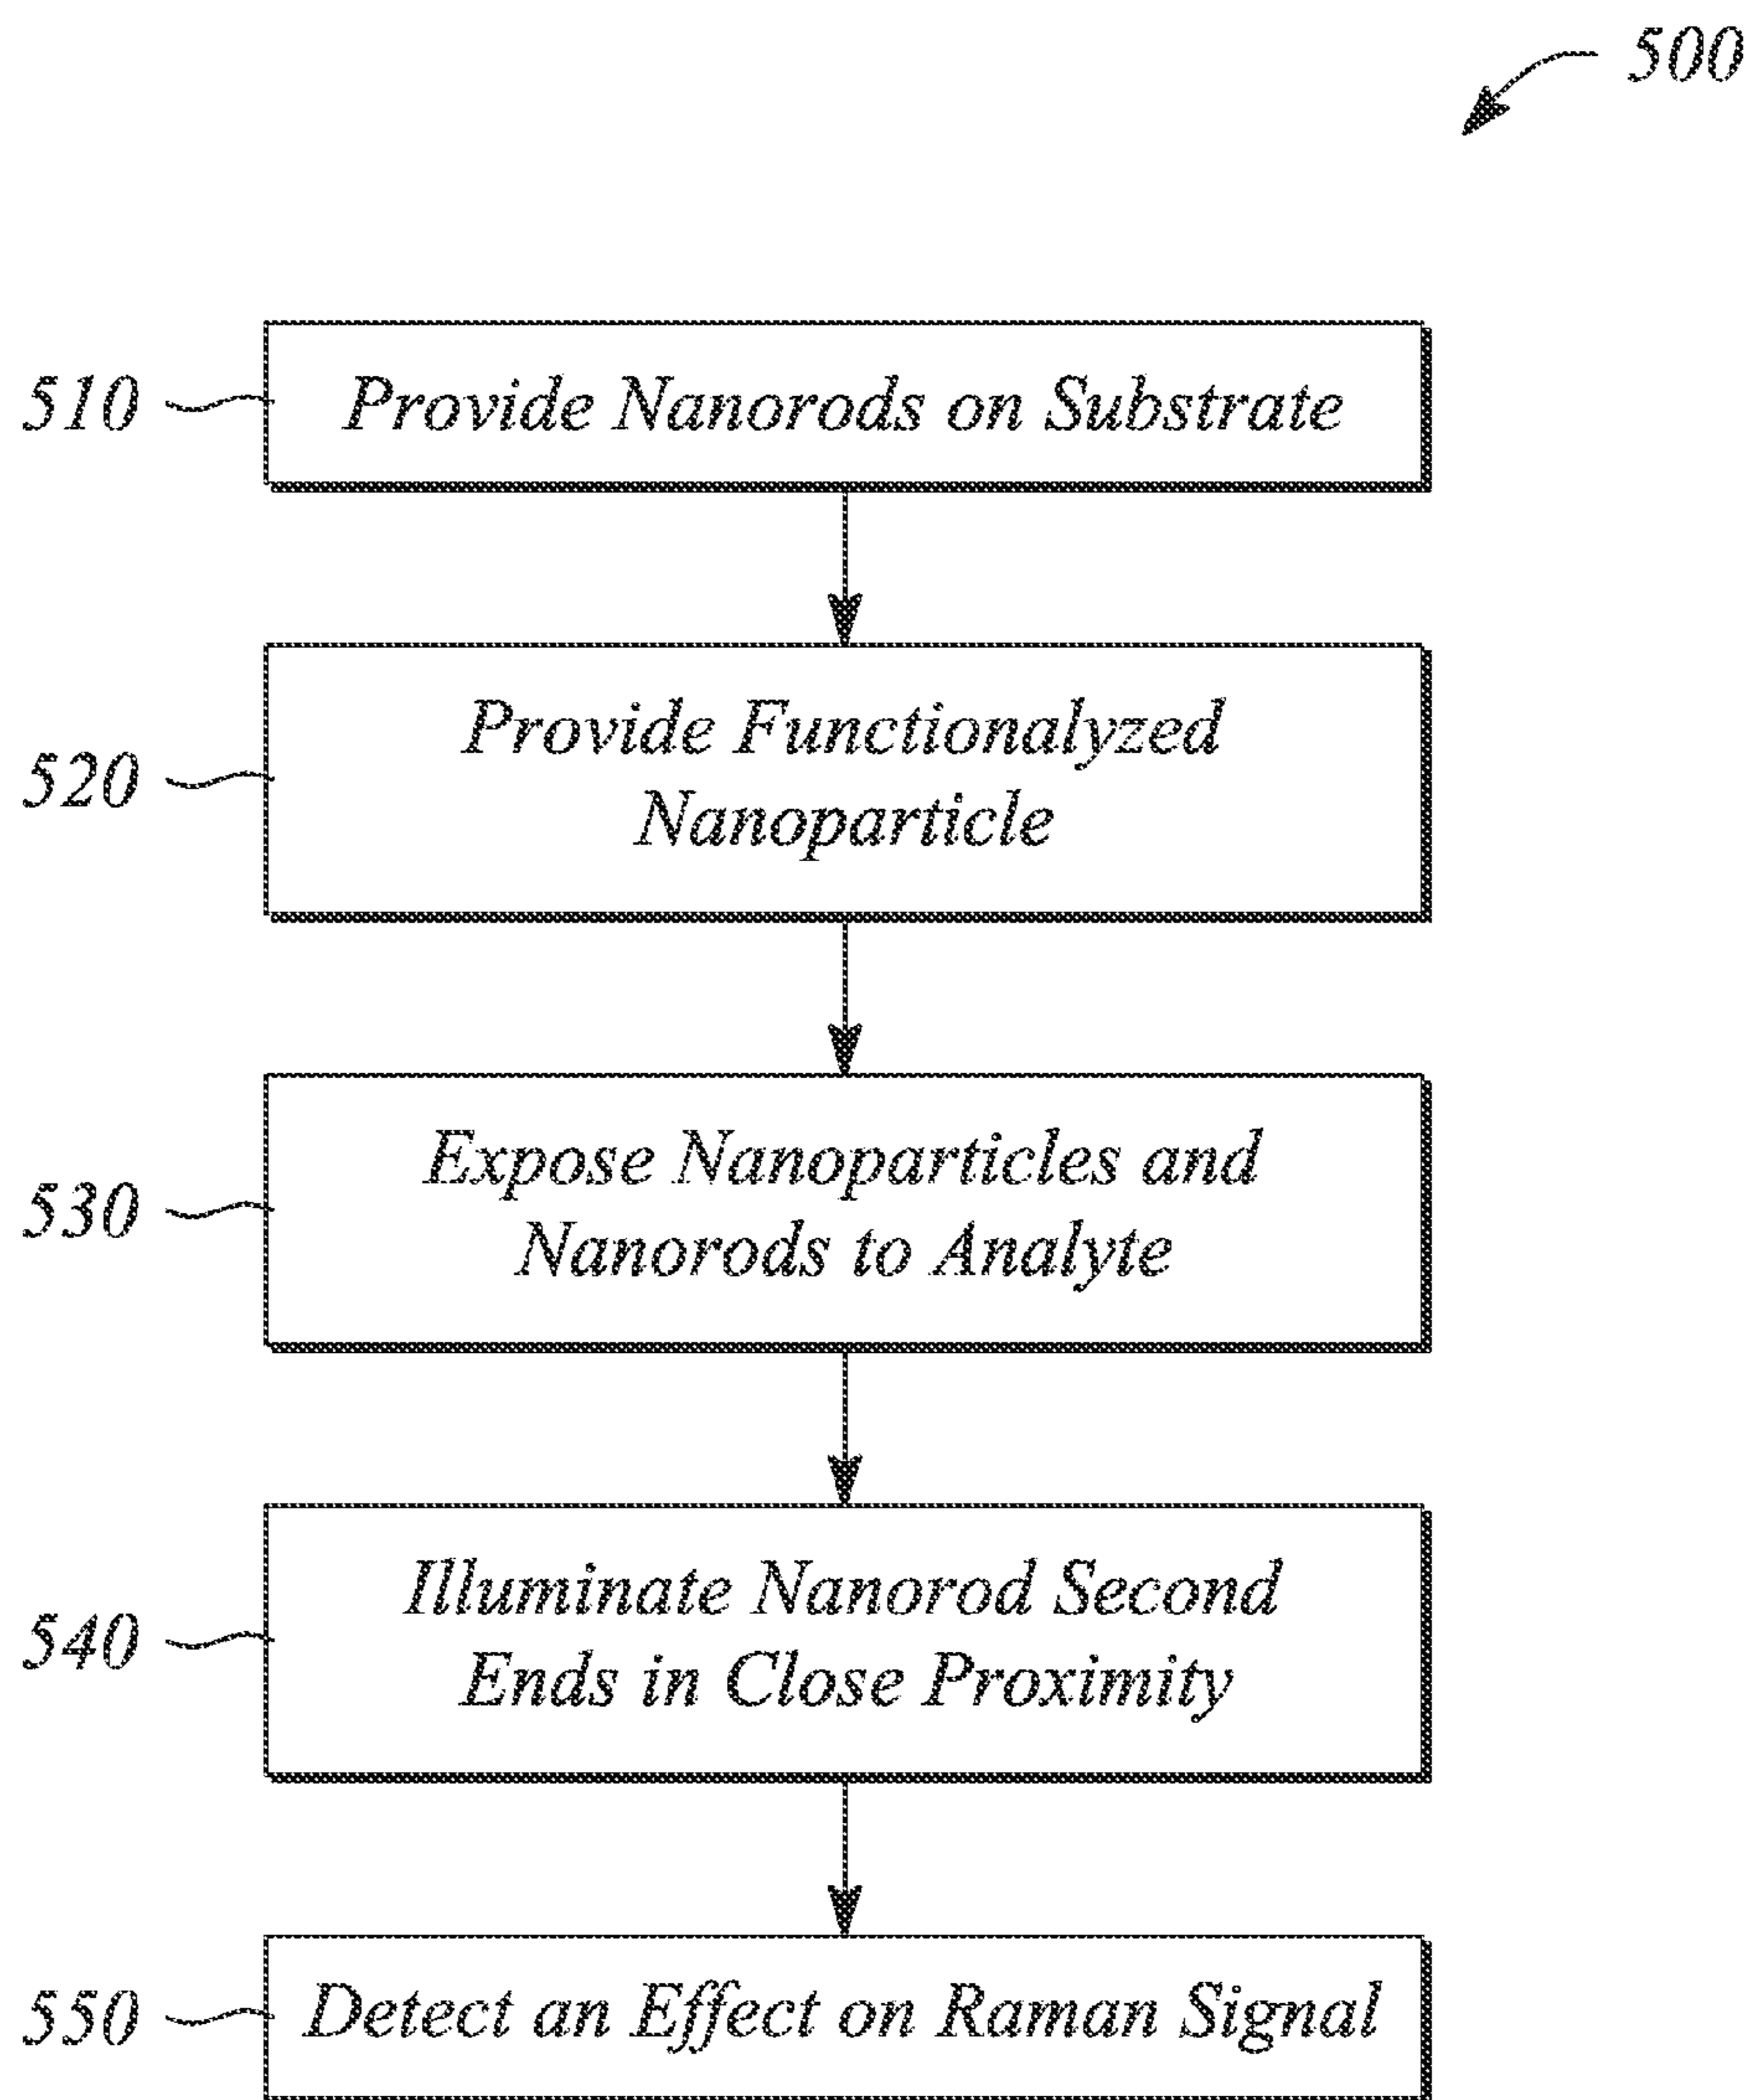 500
510 Provide Nanorods on Substrate
520 Provide Functionalyzed
Nanoparticle
530 Expose Nanoparticles and
Nanorods to Analyte
540 Illuminate Nanorod Second
Ends in Close Proximity
550 Detect an Effect on Raman Signal